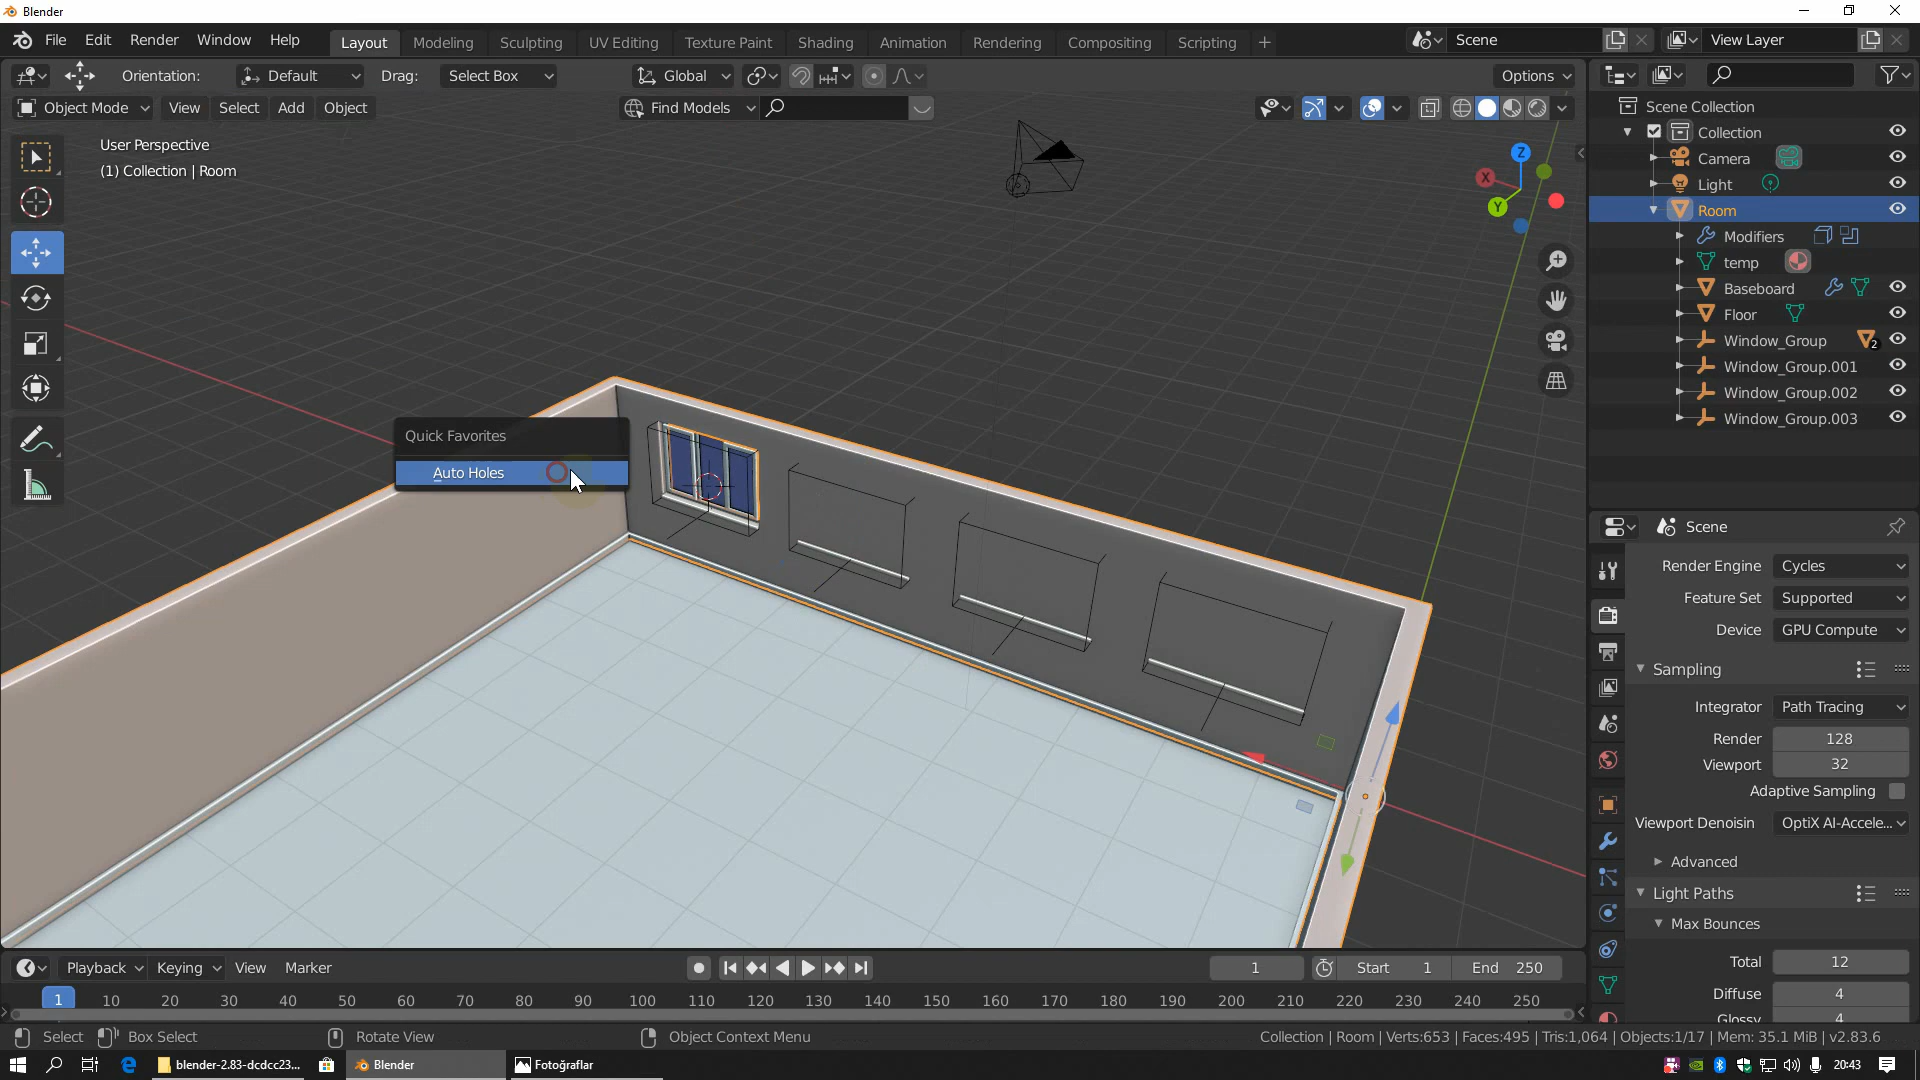 Blender
File Edit Render Window Help
Layout Modeling Sculpting UV Editing Texture Paint Shading Animation Rendering Compositing Scripting +
Scene
View Layer
Orientation: Default Drag: Select Box
Global
Options
Object Mode View Select Add Object
Find Models
User Perspective
(1) Collection | Room
X
Y
Z
Quick Favorites
Auto Holes
Scene Collection
Collection
Camera
Light
Room
Modifiers
temp
Baseboard
Floor
Window_Group 2
Window_Group.001
Window_Group.002
Window_Group.003
Scene
Render Engine Cycles
Feature Set Supported
Device GPU Compute
Sampling
Integrator Path Tracing
Render 128
Viewport 32
Adaptive Sampling
Viewport Denoisin OptiX AI-Accele...
Advanced
Light Paths
Max Bounces
Total 12
Diffuse 4
Glossy 4
Playback Keying View Marker
1 Start 1 End 250
1 10 20 30 40 50 60 70 80 90 100 110 120 130 140 150 160 170 180 190 200 210 220 230 240 250
Select Box Select Rotate View Object Context Menu
Collection | Room | Verts:653 | Faces:495 | Tris:1,064 | Objects:1/17 | Mem: 35.1 MiB | v2.83.6
blender-2.83-dcdcc23...
Blender
Fotoğraflar
20:43